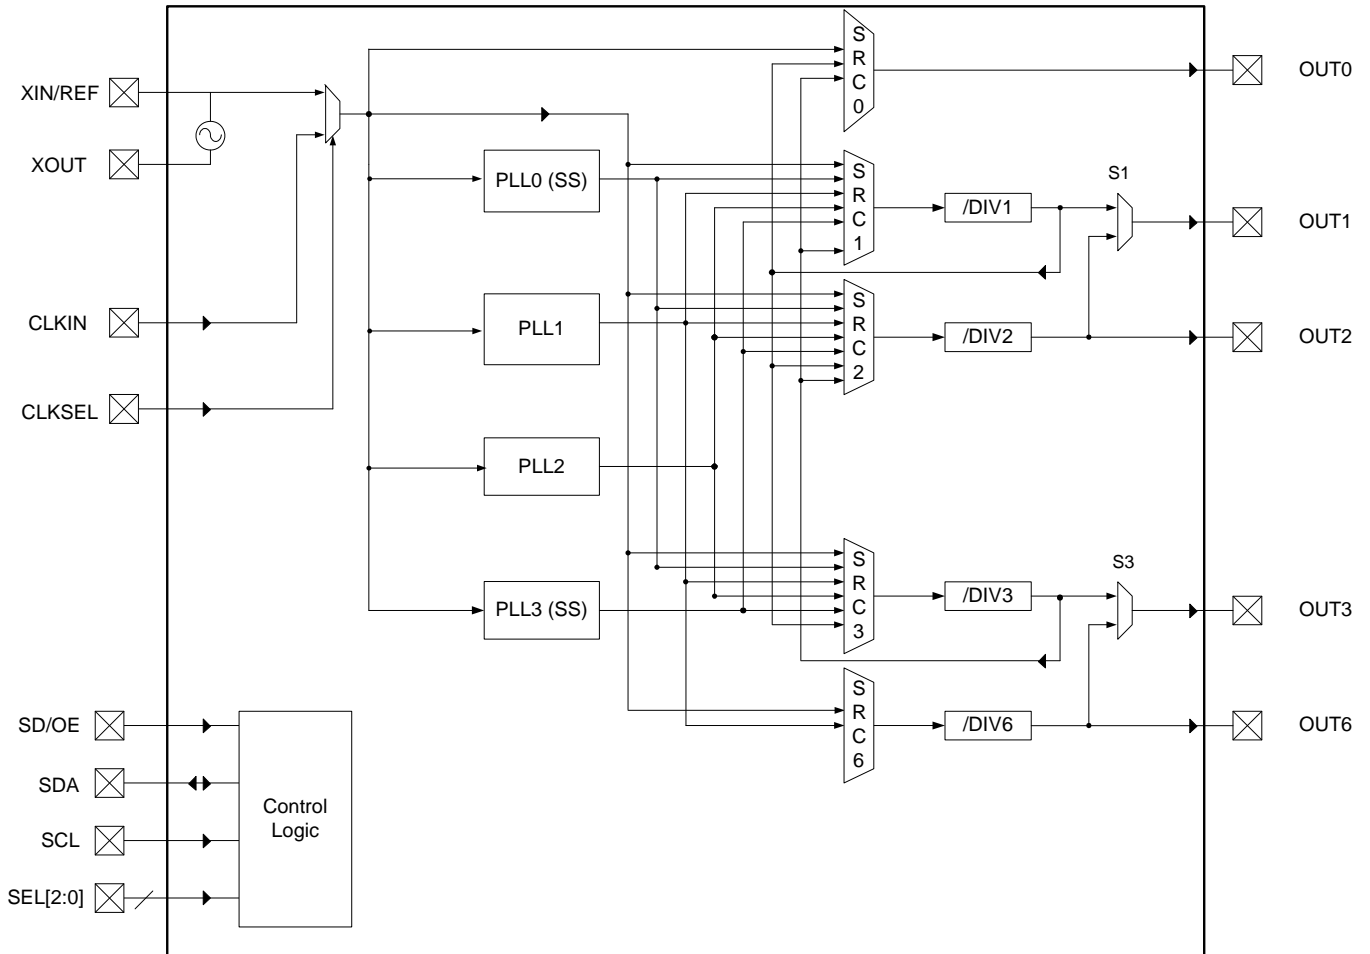 XIN/REF
XOUT
CLKIN
CLKSEL
SD/OE
SDA
SCL
SEL[2:0]
Control
Logic
PLL0 (SS)
PLL1
PLL2
PLL3 (SS)
S
R
C
0
S
R
C
1
S
R
C
2
S
R
C
3
S
R
C
6
/DIV1
/DIV2
/DIV3
/DIV6
S1
S3
OUT0
OUT1
OUT2
OUT3
OUT6